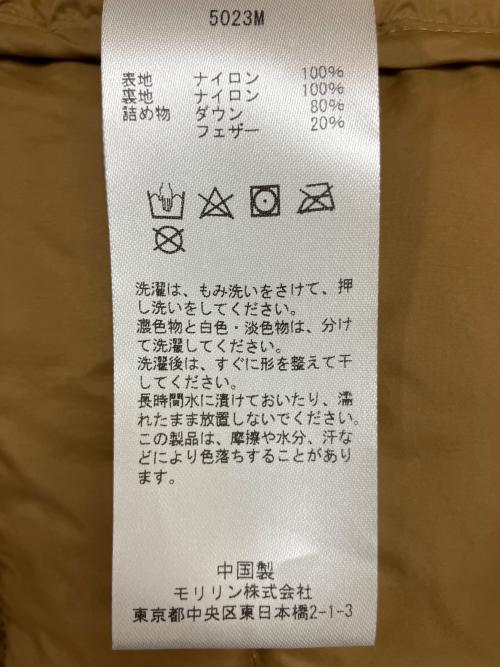 5023M
表地 ナイロン 100%
裏地 ナイロン 100%
詰め物 ダウン 80%
フェザー 20%
洗濯は、もみ洗いをさけて、押
し洗いをしてください。
濃色物と白色・淡色物は、分け
て洗濯してください。
洗濯後は、すぐに形を整えて干
してください。
長時間水に漬けておいたり、濡
れたまま放置しないでください。
この製品は、摩擦や水分、汗な
どにより色落ちすることがあり
ます。
中国製
モリリン株式会社
東京都中央区東日本橋2-1-3